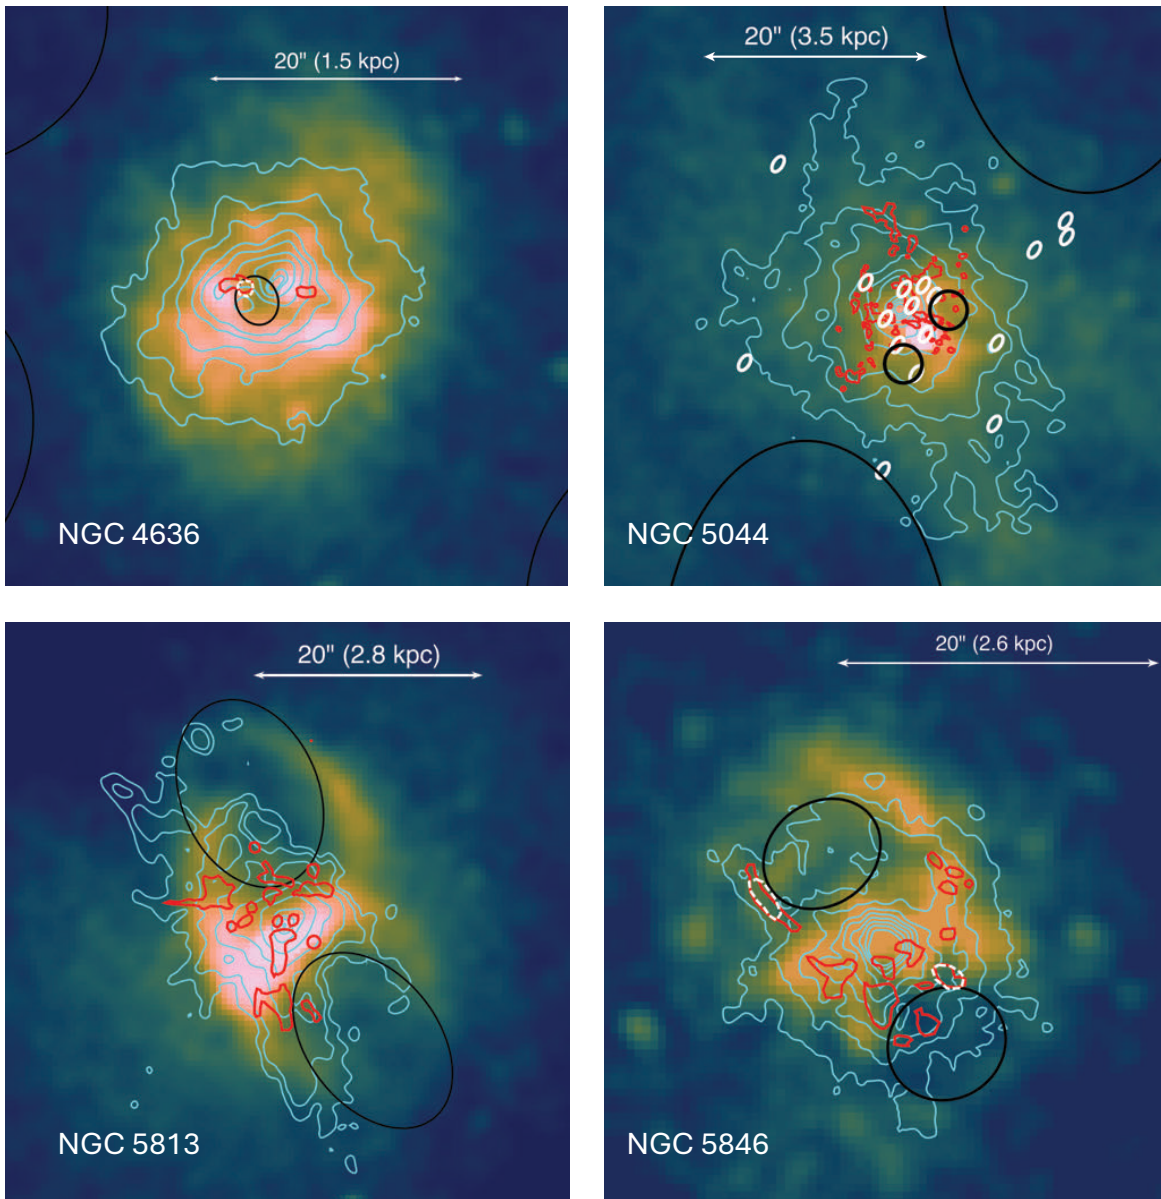 20" (1.5 kpc)
NGC 4636
20" (3.5 kpc)
NGC 5044
20" (2.8 kpc)
NGC 5813
20" (2.6 kpc)
NGC 5846